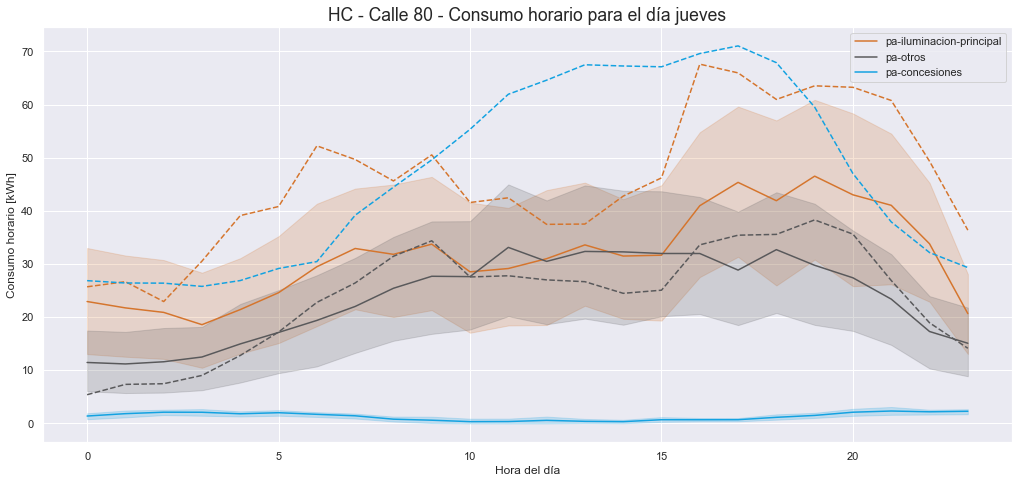 HC - Calle 80 - Consumo horario para el día jueves
pa-iluminacion-principal
pa-otros
pa-concesiones
Consumo horario [kWh]
70
60
50
40
30
20
10
0
0
5
10
15
20
Hora del día